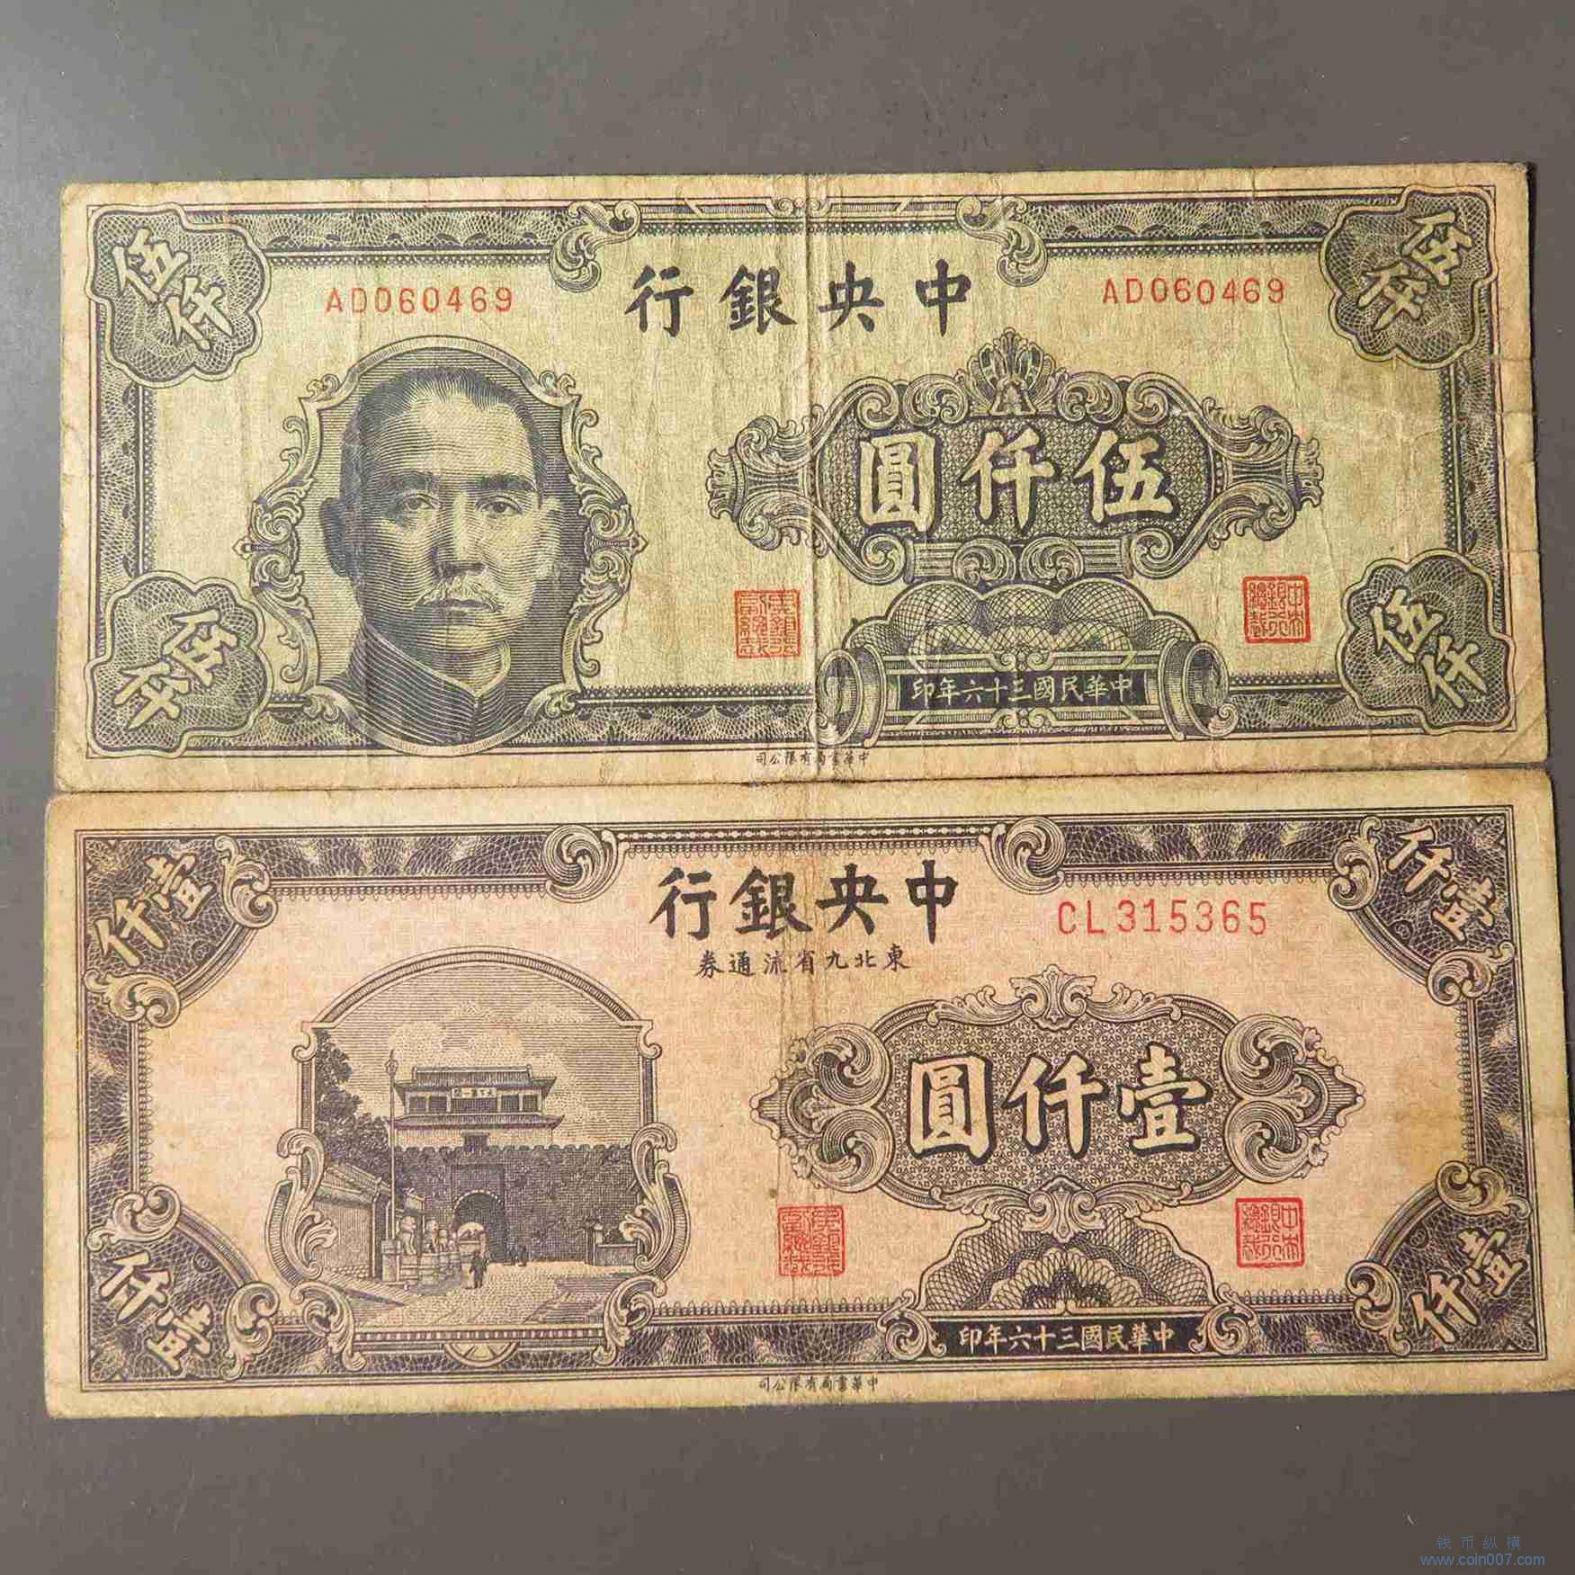 伍仟
伍仟
AD060469
中央銀行
AD060469
伍仟圓
中華民國三十六年印
伍仟
伍仟
中華書局有限公司
仟壹
仟壹
中央銀行
CL315365
東北九省流通券
壹仟圓
中華民國三十六年印
仟壹
仟壹
中華書局有限公司
钱币纵横
www.coin007.com